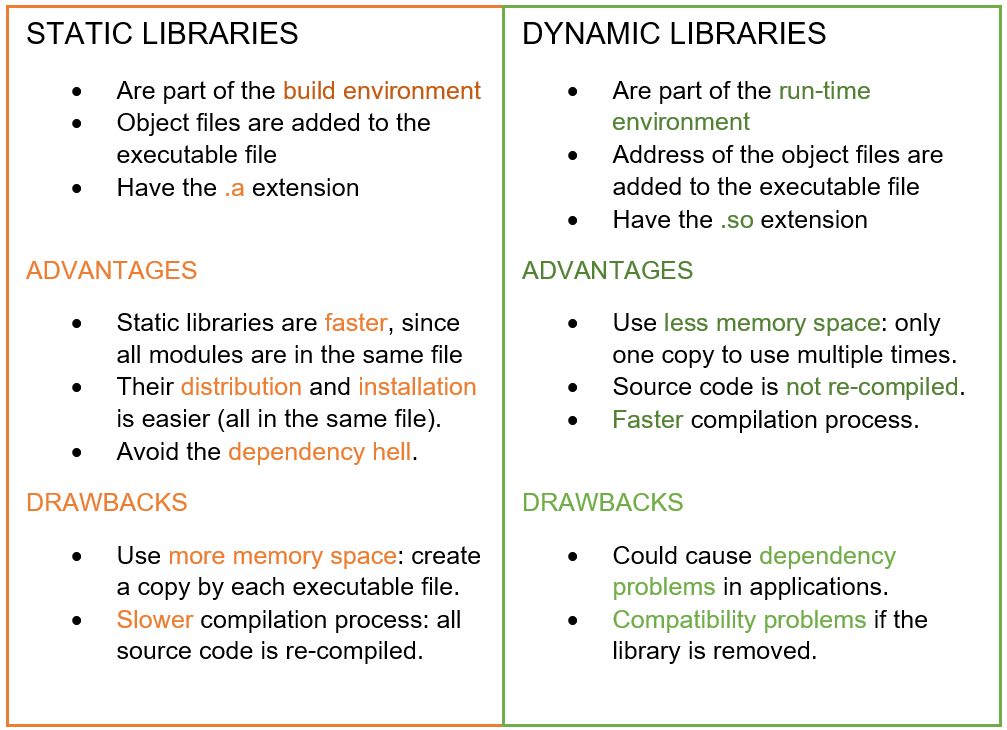 STATIC LIBRARIES
• Are part of the build environment
• Object files are added to the
executable file
• Have the .a extension
ADVANTAGES
• Static libraries are faster, since
all modules are in the same file
• Their distribution and installation
is easier (all in the same file).
• Avoid the dependency hell.
DRAWBACKS
• Use more memory space: create
a copy by each executable file.
• Slower compilation process: all
source code is re-compiled.
DYNAMIC LIBRARIES
• Are part of the run-time
environment
• Address of the object files are
added to the executable file
• Have the .so extension
ADVANTAGES
• Use less memory space: only
one copy to use multiple times.
• Source code is not re-compiled.
• Faster compilation process.
DRAWBACKS
• Could cause dependency
problems in applications.
• Compatibility problems if the
library is removed.